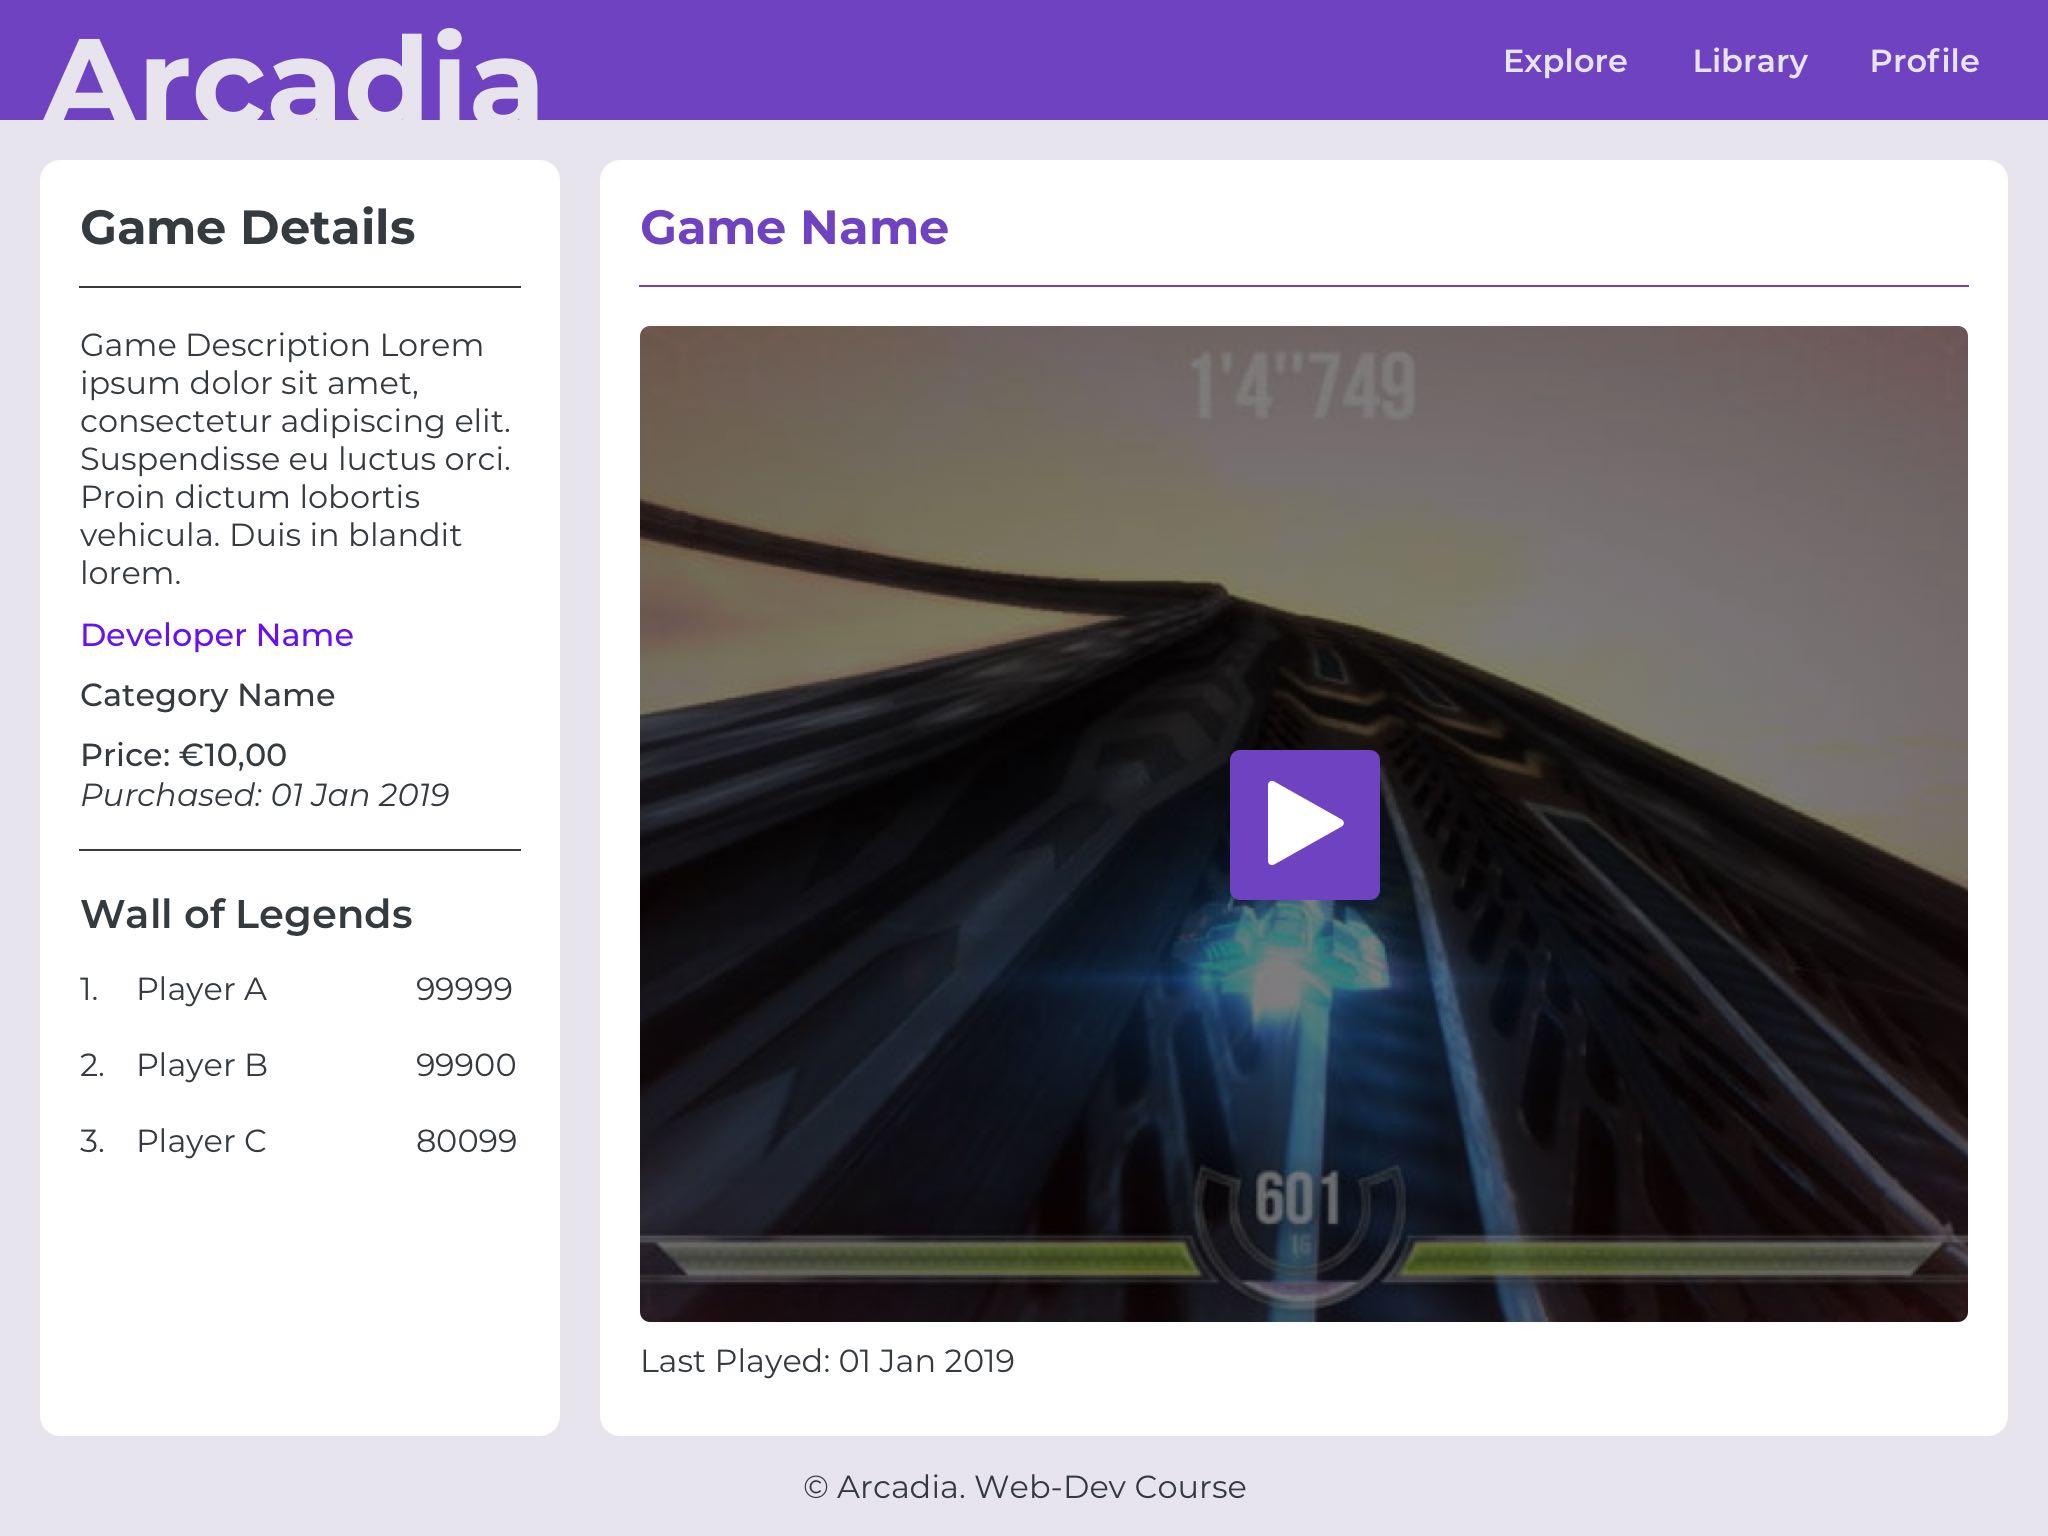 Arcadia
Explore
Library
Profile
Game Details
Game Description Lorem
ipsum dolor sit amet,
consectetur adipiscing elit.
Suspendisse eu luctus orci.
Proin dictum lobortis
vehicula. Duis in blandit
lorem.
Developer Name
Category Name
Price: €10,00
Purchased: 01 Jan 2019
Wall of Legends
1. Player A 99999
2. Player B 99900
3. Player C 80099
Game Name
1'4''749
601
16
Last Played: 01 Jan 2019
© Arcadia. Web-Dev Course